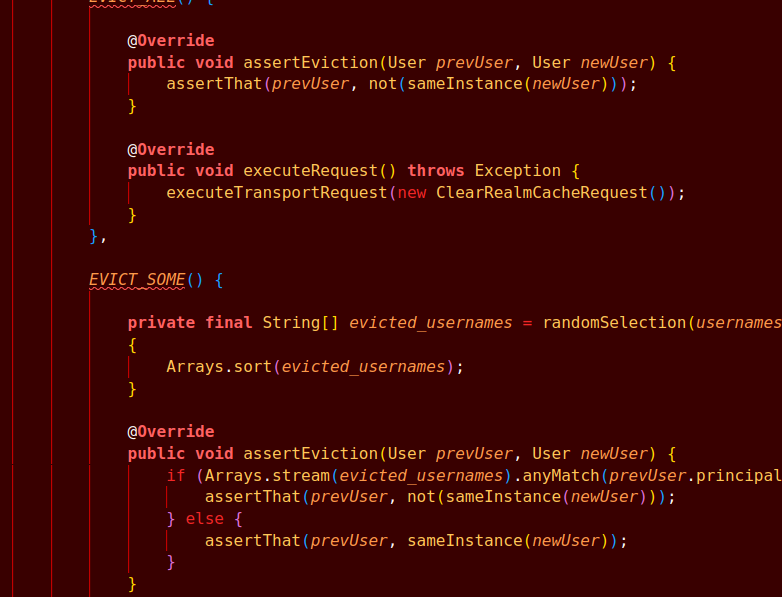 EVICT_ALL() {
@Override
public void assertEviction(User prevUser, User newUser) {
assertThat(prevUser, not(sameInstance(newUser)));
}
@Override
public void executeRequest() throws Exception {
executeTransportRequest(new ClearRealmCacheRequest());
}
},
EVICT_SOME() {
private final String[] evicted_usernames = randomSelection(usernames
{
Arrays.sort(evicted_usernames);
}
@Override
public void assertEviction(User prevUser, User newUser) {
if (Arrays.stream(evicted_usernames).anyMatch(prevUser.principal
assertThat(prevUser, not(sameInstance(newUser)));
} else {
assertThat(prevUser, sameInstance(newUser));
}
}